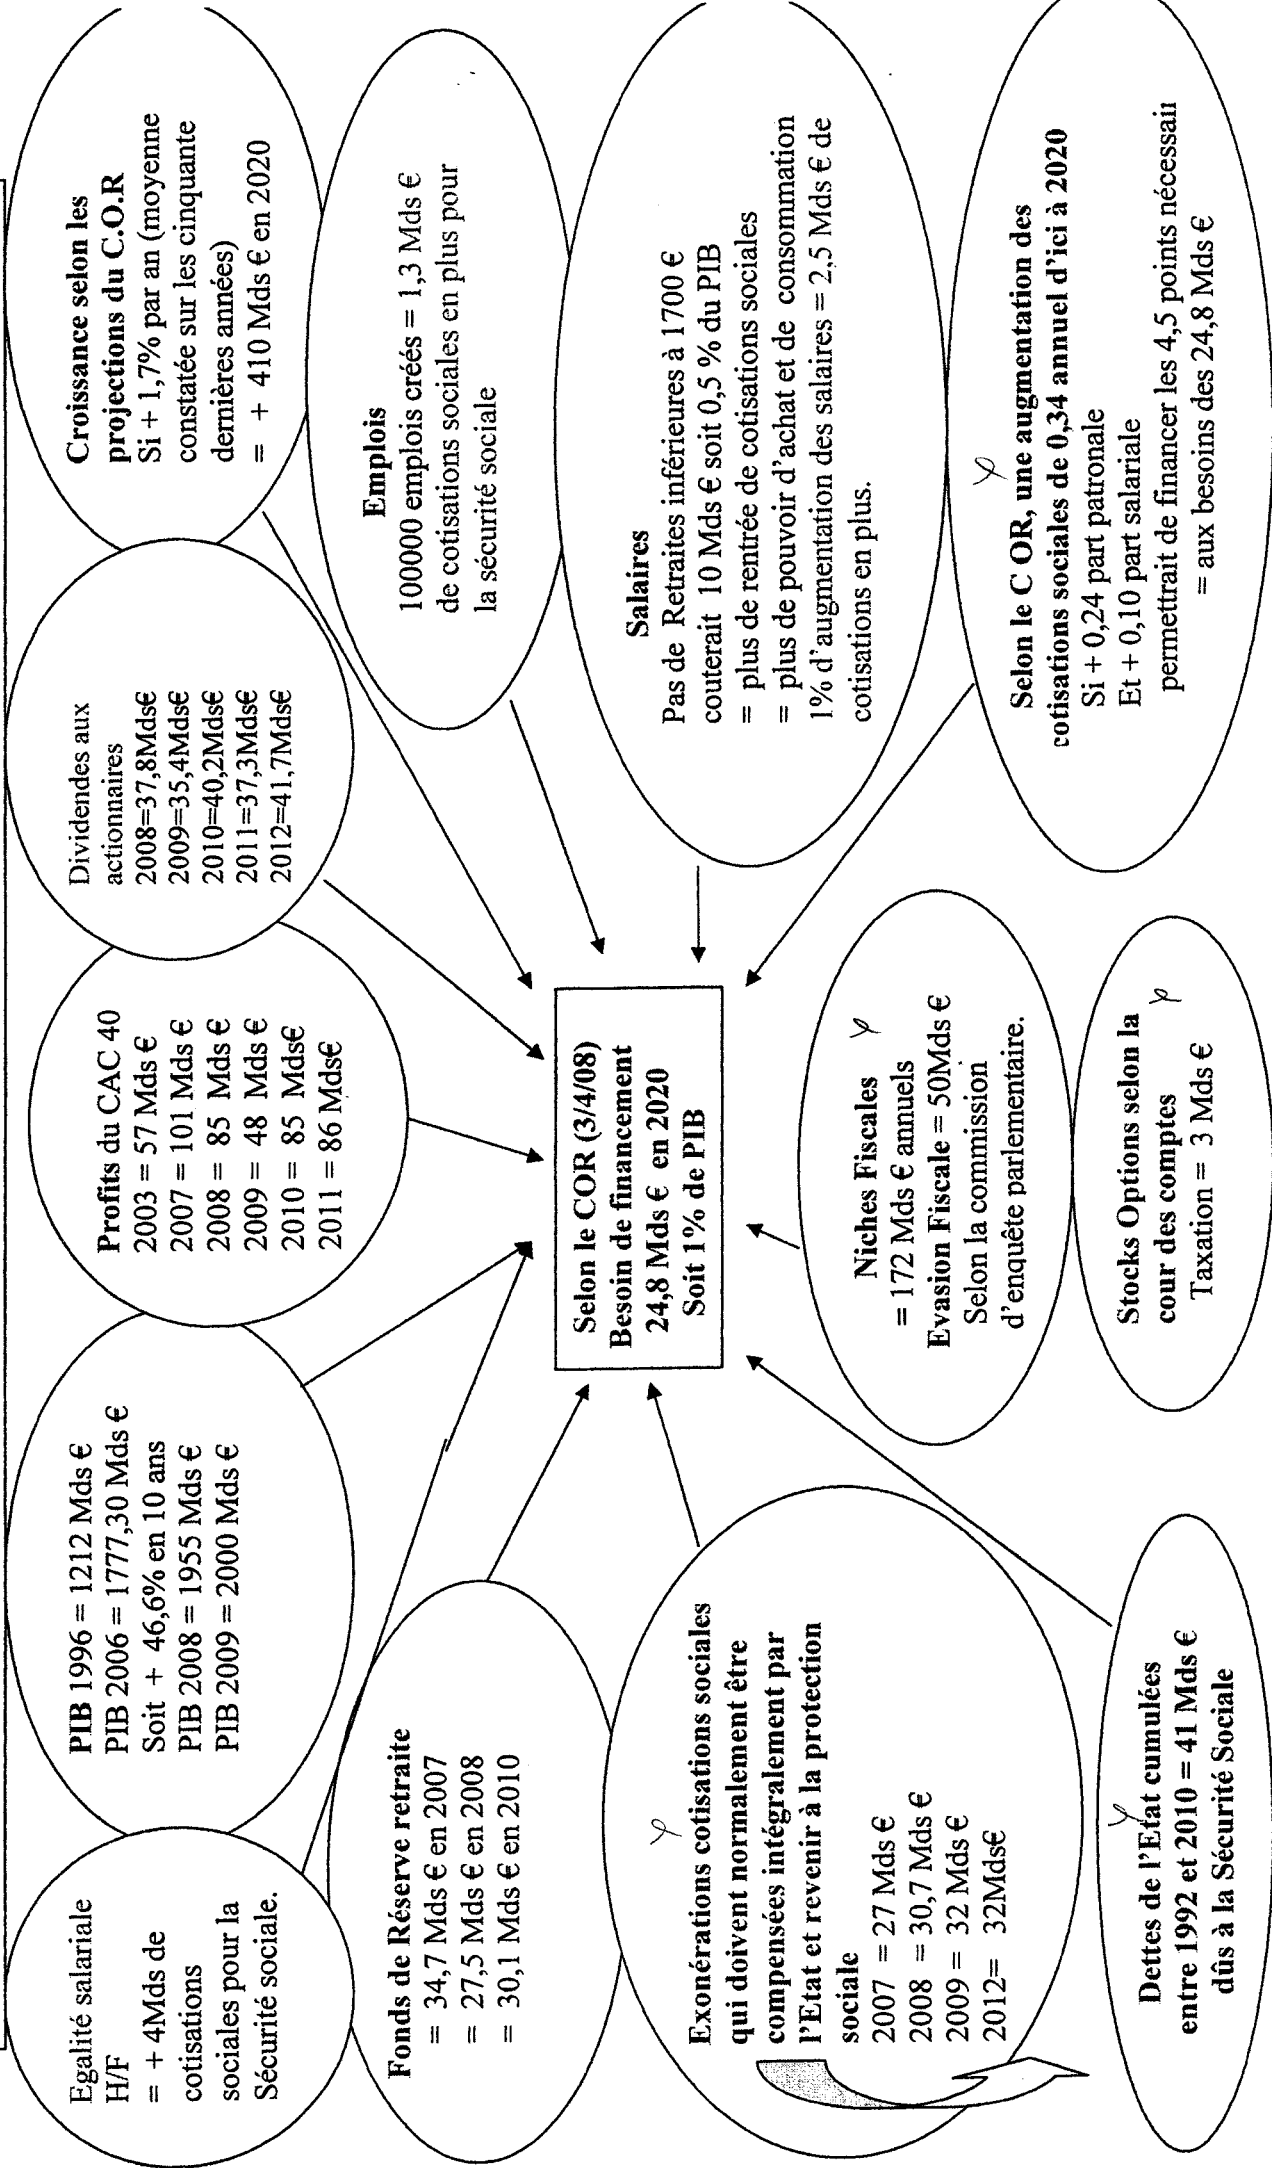 Egalité salariale
H/F
= + 4Mds de
cotisations
sociales pour la
Sécurité sociale.
PIB 1996 = 1212 Mds €
PIB 2006 = 1777,30 Mds €
Soit + 46,6% en 10 ans
PIB 2008 = 1955 Mds €
PIB 2009 = 2000 Mds €
Profits du CAC 40
2003 = 57 Mds €
2007 = 101 Mds €
2008 = 85 Mds €
2009 = 48 Mds €
2010 = 85 Mds€
2011 = 86 Mds€
Dividendes aux
actionnaires
2008=37,8Mds€
2009=35,4Mds€
2010=40,2Mds€
2011=37,3Mds€
2012=41,7Mds€
Croissance selon les
projections du C.O.R
Si + 1,7% par an (moyenne
constatée sur les cinquante
dernières années)
= + 410 Mds € en 2020
Fonds de Réserve retraite
= 34,7 Mds € en 2007
= 27,5 Mds € en 2008
= 30,1 Mds € en 2010
Emplois
100000 emplois créés = 1,3 Mds €
de cotisations sociales en plus pour
la sécurité sociale
Selon le COR (3/4/08)
Besoin de financement
24,8 Mds € en 2020
Soit 1% de PIB
Salaires
Pas de Retraites inférieures à 1700 €
couterait 10 Mds € soit 0,5 % du PIB
= plus de rentrée de cotisations sociales
= plus de pouvoir d'achat et de consommation
1% d'augmentation des salaires = 2,5 Mds € de
cotisations en plus.
Exonérations cotisations sociales
qui doivent normalement être
compensées intégralement par
l'Etat et revenir à la protection
sociale
2007 = 27 Mds €
2008 = 30,7 Mds €
2009 = 32 Mds €
2012= 32Mds€
Niches Fiscales
= 172 Mds € annuels
Evasion Fiscale = 50Mds €
Selon la commission
d'enquête parlementaire.
Selon le C OR, une augmentation des
cotisations sociales de 0,34 annuel d'ici à 2020
Si + 0,24 part patronale
Et + 0,10 part salariale
permettrait de financer les 4,5 points nécessaii
= aux besoins des 24,8 Mds €
Dettes de l'Etat cumulées
entre 1992 et 2010 = 41 Mds €
dûs à la Sécurité Sociale
Stocks Options selon la
cour des comptes
Taxation = 3 Mds €